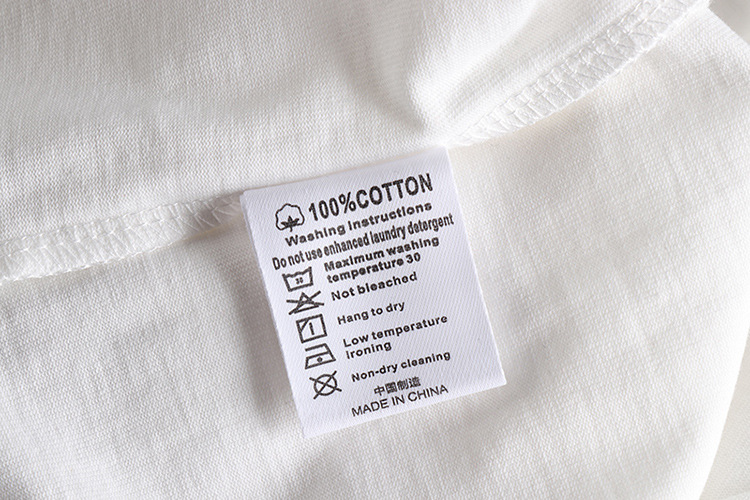 100%COTTON
Washing Instructions
Do not use enhanced laundry detergent
30
Maximum washing
temperature 30
Not bleached
Hang to dry
Low temperature
ironing
Non-dry cleaning
中国制造
MADE IN CHINA